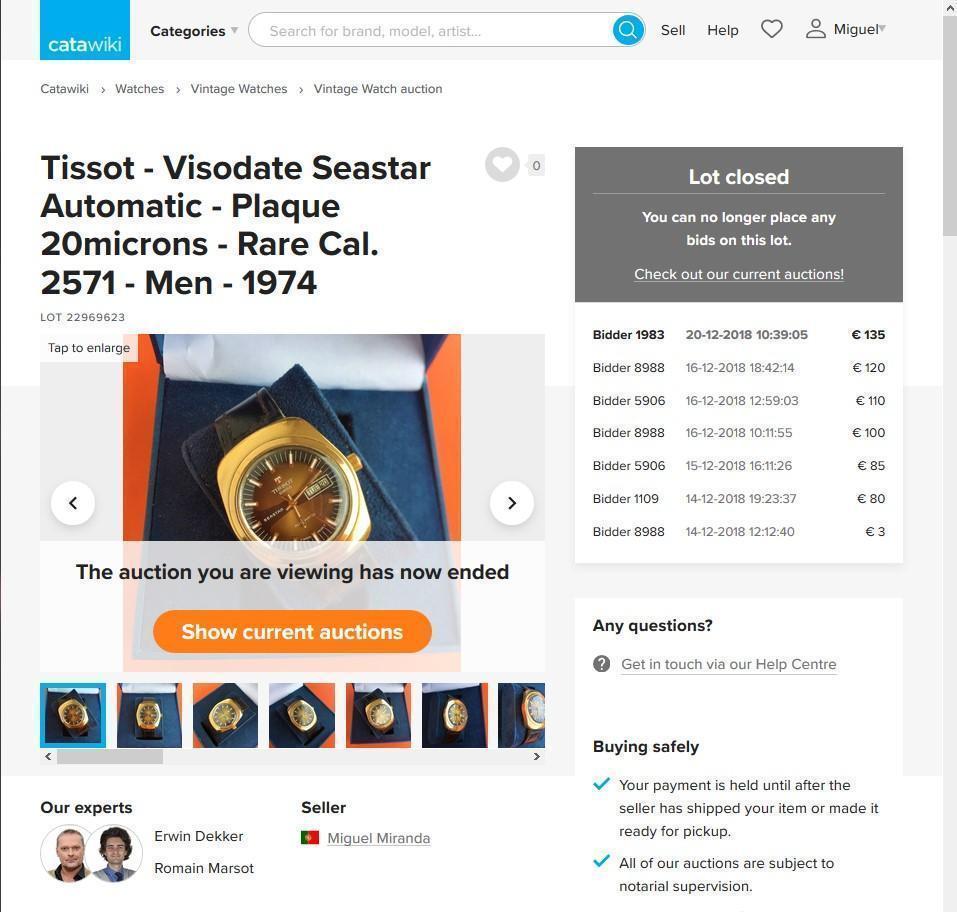 catawiki
Categories
Search for brand, model, artist...
Sell
Help
Miguel
Catawiki › Watches › Vintage Watches › Vintage Watch auction
Tissot - Visodate Seastar
Automatic - Plaque
20microns - Rare Cal.
2571 - Men - 1974
0
LOT 22969623
Tap to enlarge
TISSOT
SEASTAR
The auction you are viewing has now ended
Show current auctions
Our experts
Erwin Dekker
Romain Marsot
Seller
Miguel Miranda
Lot closed
You can no longer place any
bids on this lot.
Check out our current auctions!
Bidder 1983 20-12-2018 10:39:05 € 135
Bidder 8988 16-12-2018 18:42:14 € 120
Bidder 5906 16-12-2018 12:59:03 € 110
Bidder 8988 16-12-2018 10:11:55 € 100
Bidder 5906 15-12-2018 16:11:26 € 85
Bidder 1109 14-12-2018 19:23:37 € 80
Bidder 8988 14-12-2018 12:12:40 € 3
Any questions?
? Get in touch via our Help Centre
Buying safely
Your payment is held until after the
seller has shipped your item or made it
ready for pickup.
All of our auctions are subject to
notarial supervision.